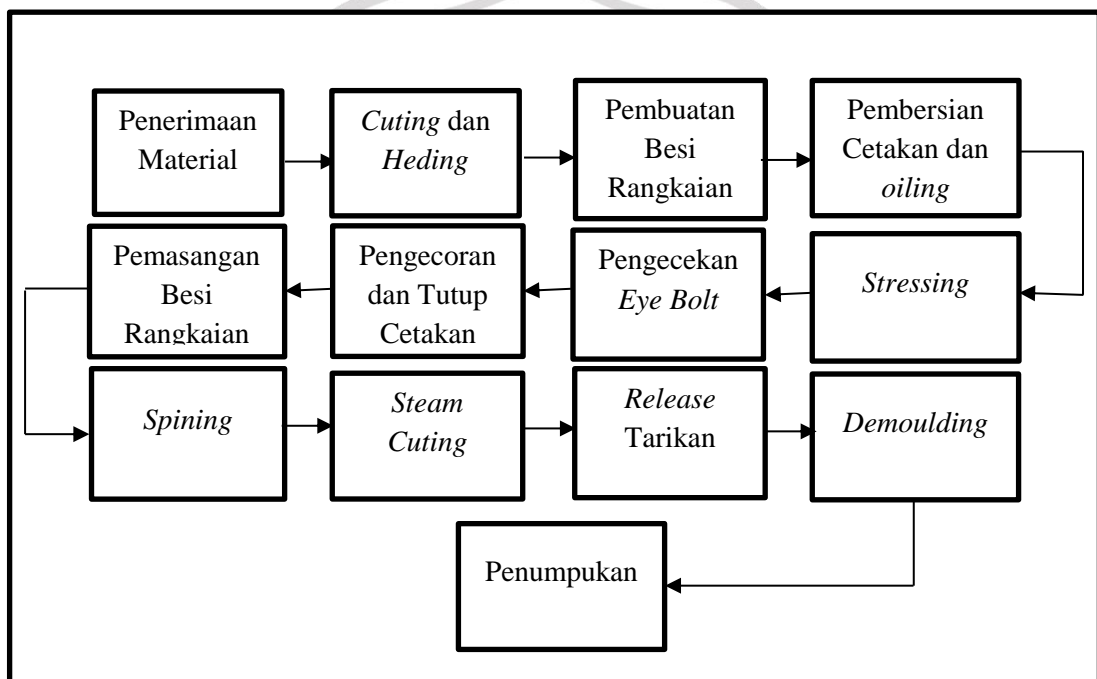 Penerimaan
Material
Cuting dan
Heding
Pembuatan
Besi
Rangkaian
Pembersian
Cetakan dan
oiling
Stressing
Pengecekan
Eye Bolt
Pengecoran
dan Tutup
Cetakan
Pemasangan
Besi
Rangkaian
Spining
Steam
Cuting
Release
Tarikan
Demoulding
Penumpukan